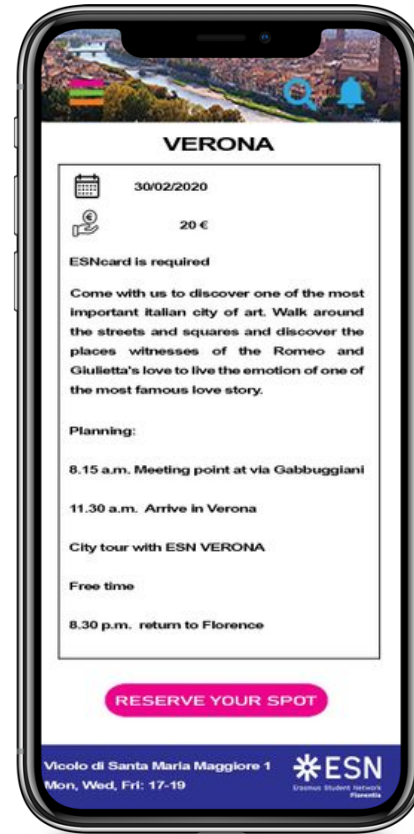 VERONA
30/02/2020
20 €
ESNcard is required
Come with us to discover one of the most
important italian city of art. Walk around
the streets and squares and discover the
places witnesses of the Romeo and
Giulietta's love to live the emotion of one of
the most famous love story.
Planning:
8.15 a.m. Meeting point at via Gabbuggiani
11.30 a.m. Arrive in Verona
City tour with ESN VERONA
Free time
8.30 p.m. return to Florence
RESERVE YOUR SPOT
Vicolo di Santa Maria Maggiore 1
Mon, Wed, Fri: 17-19
ESN
Erasmus Student Network
Florentia